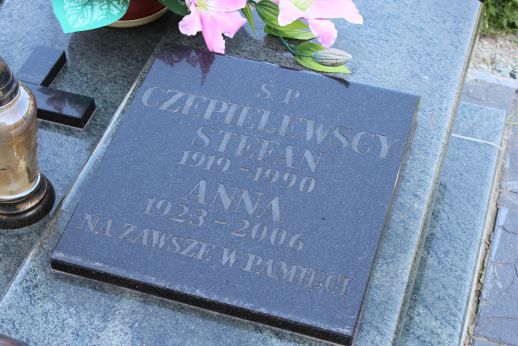 Ś P
CZEPIELEWSCY
STEFAN
1919-1990
ANNA
1923-2006
NA ZAWSZE W PAMIĘCI